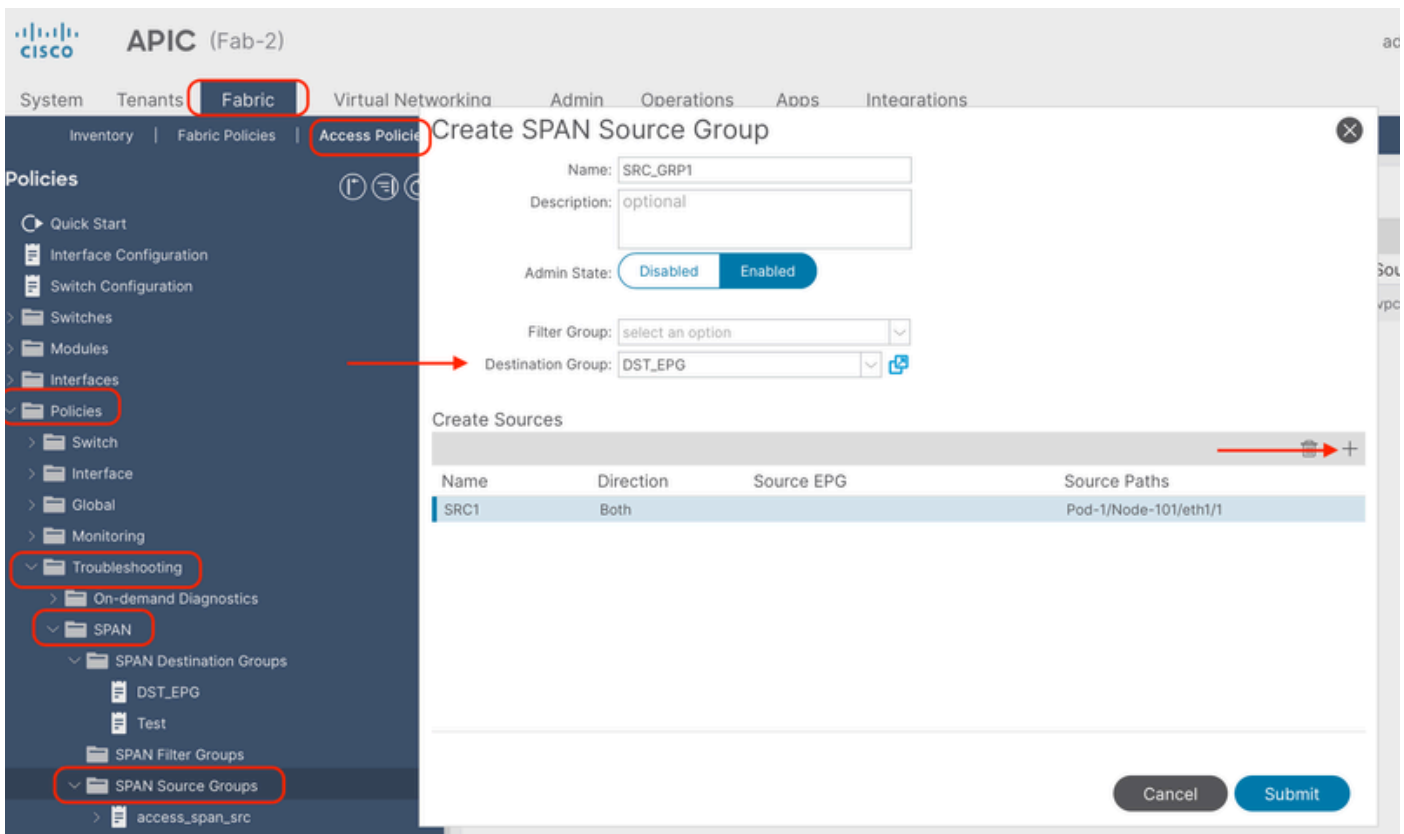 CISCO
APIC (Fab-2)
System Tenants Fabric Virtual Networking Admin Operations Apps Integrations
Inventory | Fabric Policies | Access Policie
Policies
Quick Start
Interface Configuration
Switch Configuration
Switches
Modules
Interfaces
Policies
Switch
Interface
Global
Monitoring
Troubleshooting
On-demand Diagnostics
SPAN
SPAN Destination Groups
DST_EPG
Test
SPAN Filter Groups
SPAN Source Groups
access_span_src
Create SPAN Source Group
Name: SRC_GRP1
Description: optional
Admin State: Disabled Enabled
Filter Group: select an option
Destination Group: DST_EPG
Create Sources
Name Direction Source EPG Source Paths
SRC1 Both Pod-1/Node-101/eth1/1
Cancel Submit